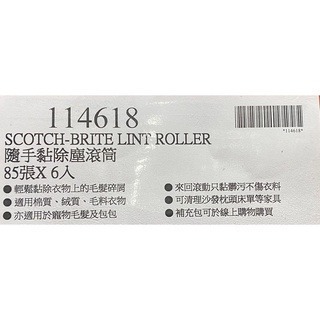 114618
*114618*
SCOTCH-BRITE LINT ROLLER
隨手黏除塵滾筒
85張X 6入
●輕鬆黏除衣物上的毛髮碎屑
●適用棉質、絨質、毛料衣物
●亦適用於寵物毛髮及包包
●來回滾動只黏髒污不傷衣料
●可清理沙發枕頭床單等家具
●補充包可於線上購物購買